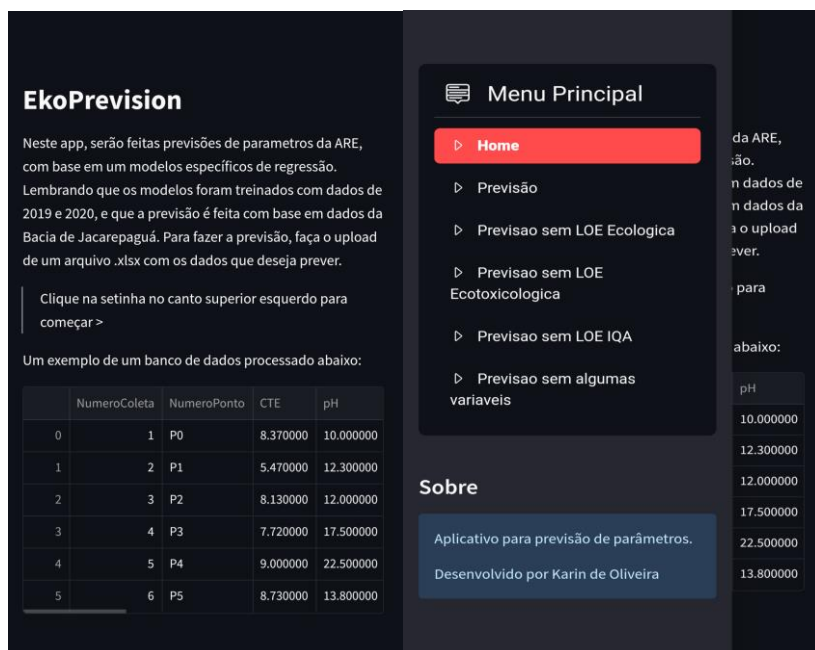 EkoPrevision
Neste app, serão feitas previsões de parametros da ARE,
com base em um modelos específicos de regressão.
Lembrando que os modelos foram treinados com dados de
2019 e 2020, e que a previsão é feita com base em dados da
Bacia de Jacarepaguá. Para fazer a previsão, faça o upload
de um arquivo .xlsx com os dados que deseja prever.
Clique na setinha no canto superior esquerdo para
começar >
Um exemplo de um banco de dados processado abaixo:
NumeroColeta NumeroPonto CTE pH
0 1 P0 8.370000 10.000000
1 2 P1 5.470000 12.300000
2 3 P2 8.130000 12.000000
3 4 P3 7.720000 17.500000
4 5 P4 9.000000 22.500000
5 6 P5 8.730000 13.800000
Menu Principal
Home
Previsão
Previsao sem LOE Ecologica
Previsao sem LOE
Ecotoxicologica
Previsao sem LOE IQA
Previsao sem algumas
variaveis
Sobre
Aplicativo para previsão de parâmetros.
Desenvolvido por Karin de Oliveira
da ARE,
são.
n dados de
n dados da
a o upload
ever.
para
abaixo:
pH
10.000000
12.300000
12.000000
17.500000
22.500000
13.800000